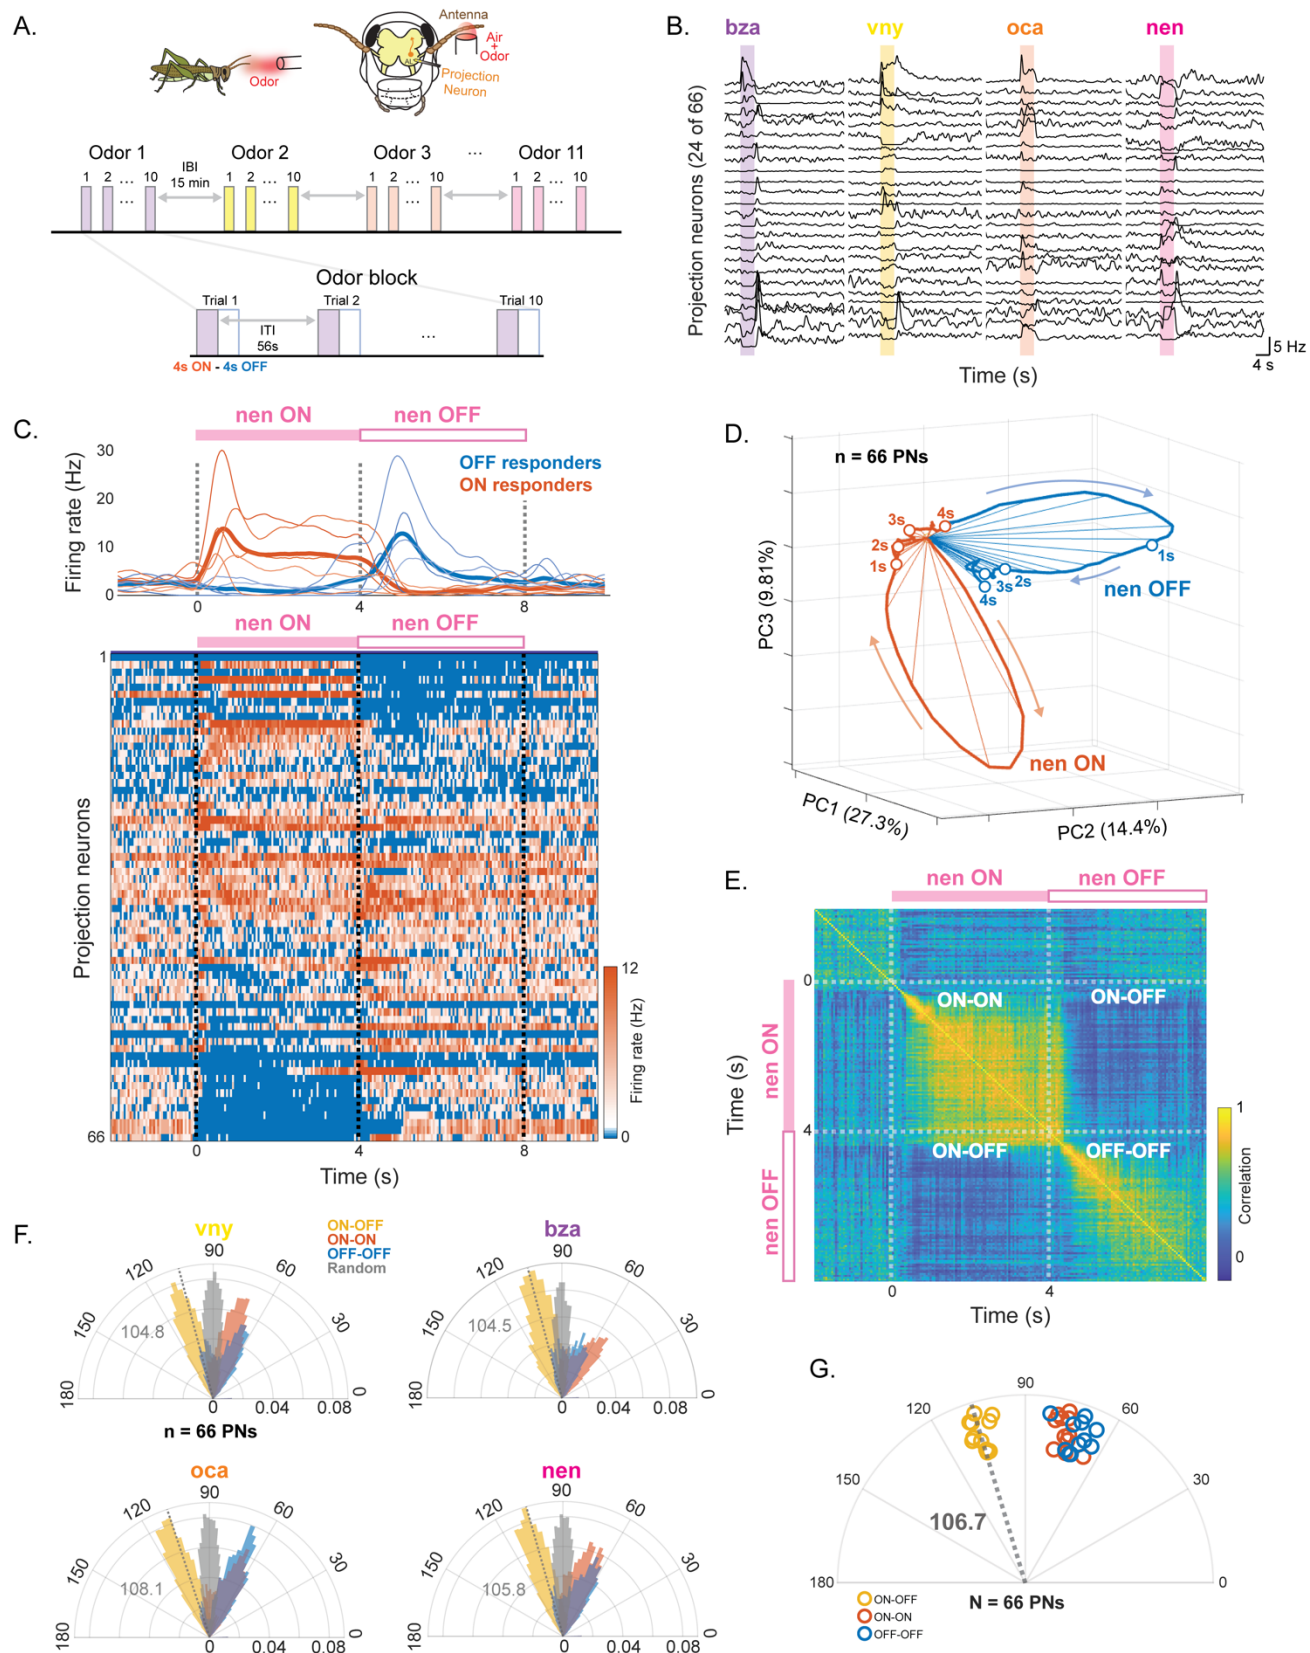 A.
Odor
Antenna
Air
+
Odor
AL
Projection
Neuron
Odor 1
IBI
15 min
Odor 2
Odor 3
...
Odor 11
1 2 ... 10
1 2 ... 10
1 2 ... 10
1 2 ... 10
... ... ... ...
Odor block
Trial 1
Trial 2
Trial 10
ITI
56s
...
4s ON - 4s OFF
B.
bza
vny
oca
nen
Projection neurons (24 of 66)
5 Hz
4 s
Time (s)
C.
nen ON
nen OFF
Firing rate (Hz)
30
20
10
0
OFF responders
ON responders
0
4
8
nen ON
nen OFF
1
66
Projection neurons
12
0
Firing rate (Hz)
0
4
8
Time (s)
D.
n = 66 PNs
4s
3s
2s
1s
1s
2s
3s
4s
nen OFF
nen ON
PC3 (9.81%)
PC1 (27.3%)
PC2 (14.4%)
E.
nen ON
nen OFF
0
4
nen ON
nen OFF
Time (s)
ON-ON
ON-OFF
ON-OFF
OFF-OFF
1
0
Correlation
0
4
Time (s)
F.
ON-OFF
ON-ON
OFF-OFF
Random
vny
90
120
60
150
30
180
0
104.8
0 0.04 0.08
n = 66 PNs
bza
90
120
60
150
30
180
0
104.5
0 0.04 0.08
oca
90
120
60
150
30
180
0
108.1
0 0.04 0.08
nen
90
120
60
150
30
180
0
105.8
0 0.04 0.08
G.
90
120
60
150
30
180
0
106.7
N = 66 PNs
ON-OFF
ON-ON
OFF-OFF